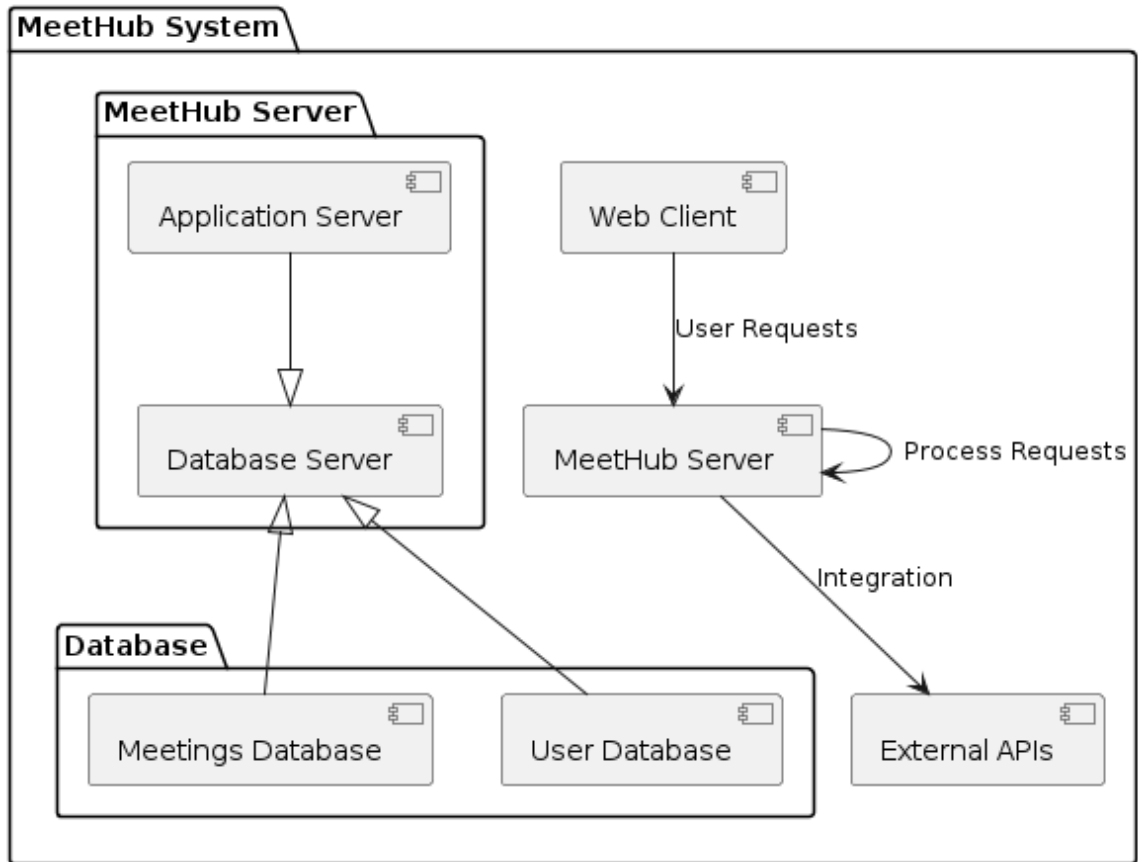 MeetHub System
MeetHub Server
Application Server
Web Client
User Requests
Database Server
MeetHub Server
Process Requests
Integration
Database
Meetings Database
User Database
External APIs